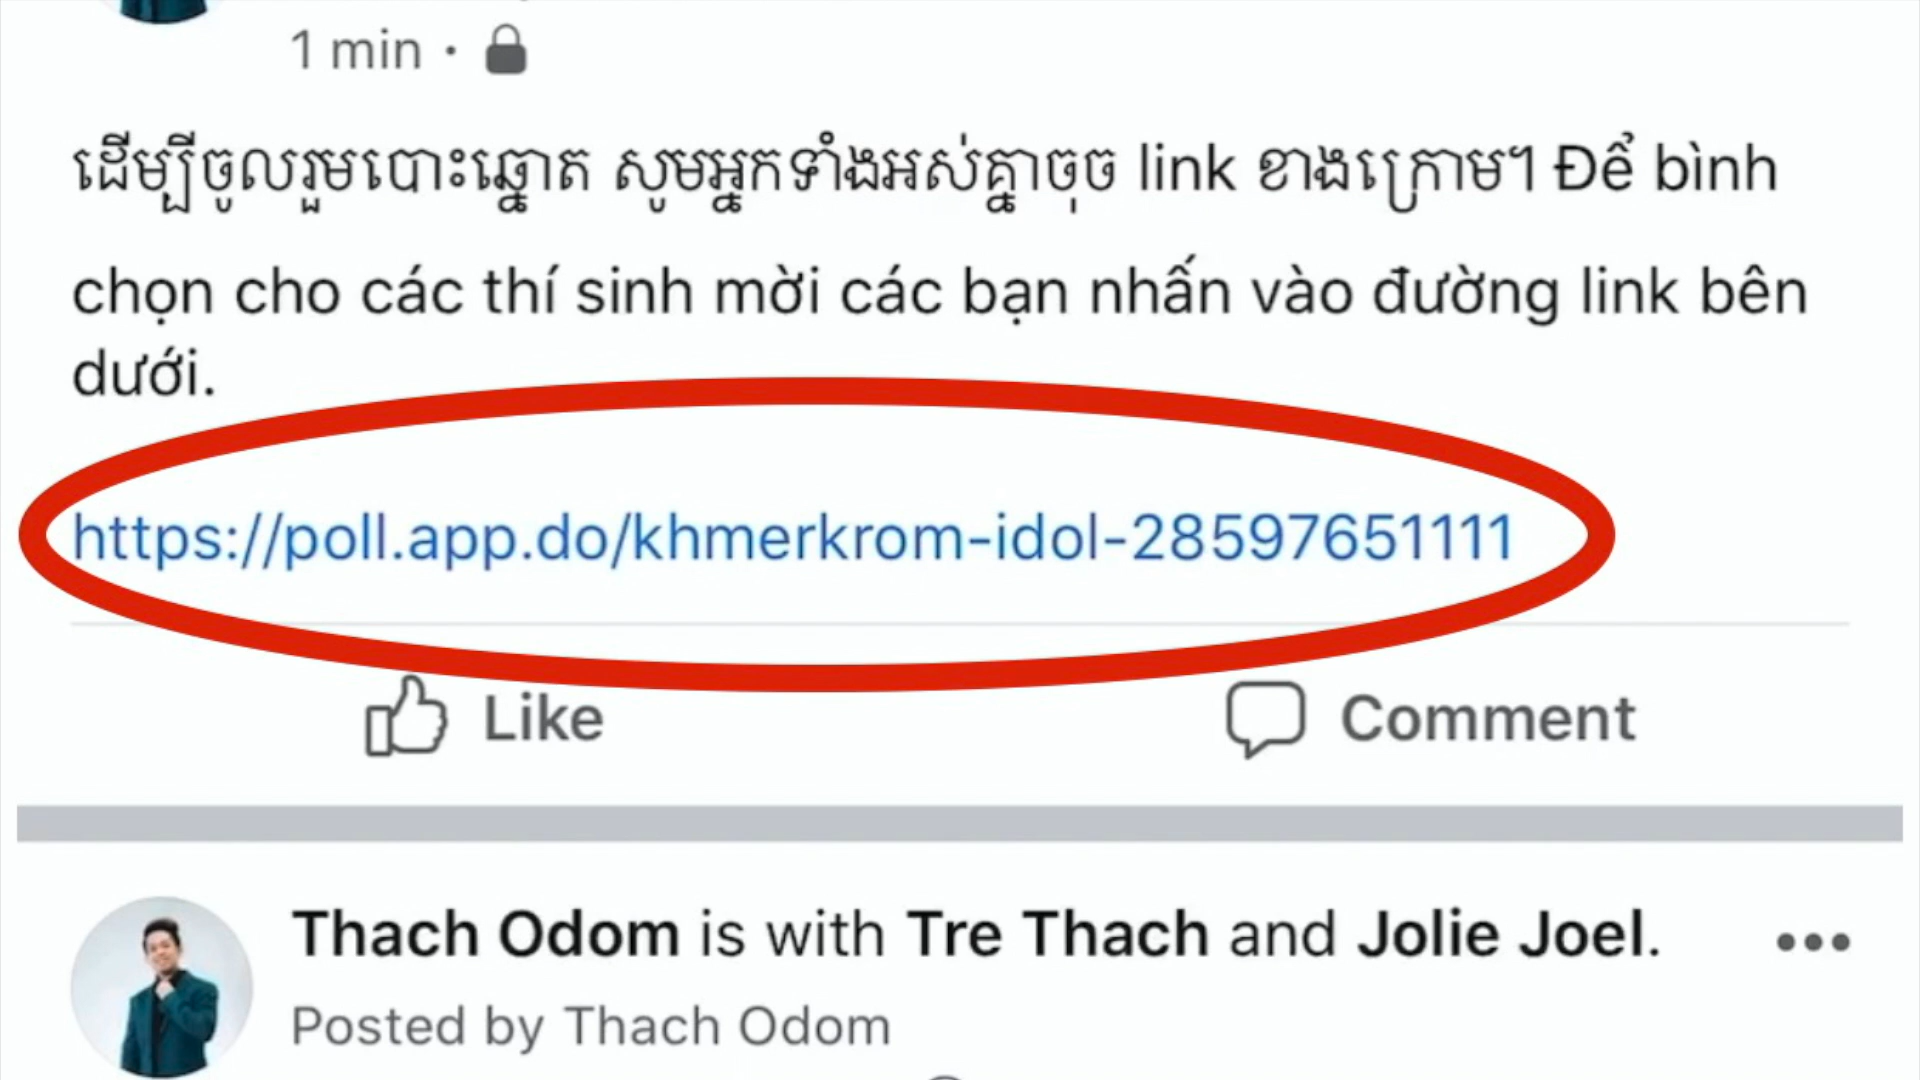 1 min ·
ដើម្បីចូលរួមបោះឆ្នោត សូមអ្នកទាំងអស់គ្នាចុច link ខាងក្រោម។ Để bình
chọn cho các thí sinh mời các bạn nhấn vào đường link bên
dưới.
https://poll.app.do/khmerkrom-idol-28597651111
Like
Comment
Thach Odom is with Tre Thach and Jolie Joel.
Posted by Thach Odom